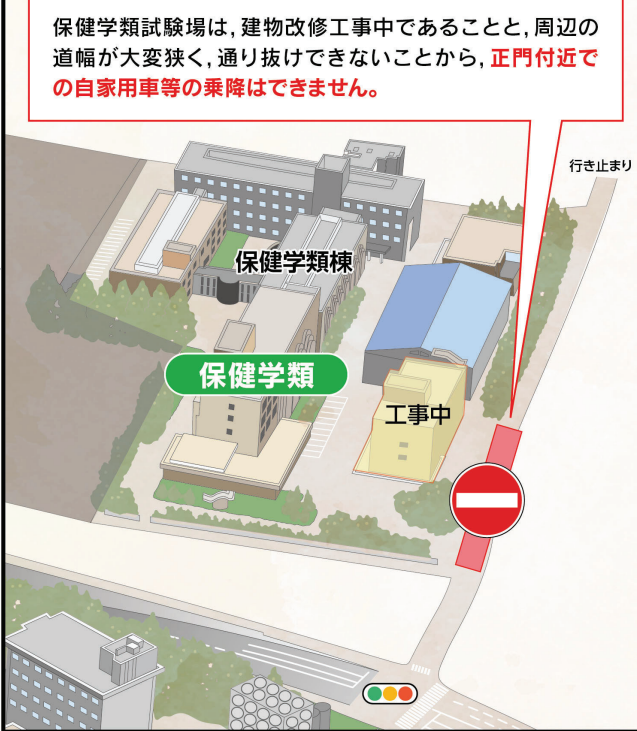 保健学類試験場は，建物改修工事中であることと，周辺の
道幅が大変狭く，通り抜けできないことから，正門付近で
の自家用車等の乗降はできません。
行き止まり
保健学類棟
保健学類
工事中